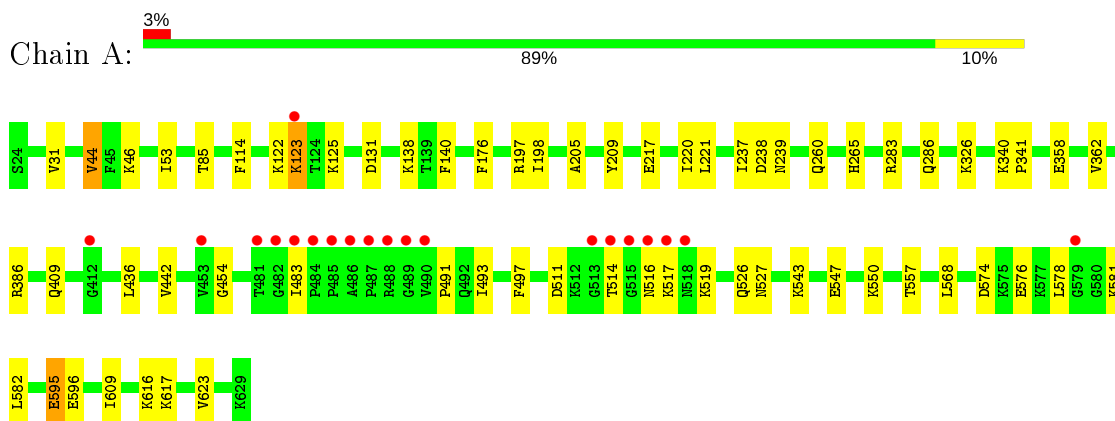 3%
Chain A:
89% 10%
S24 V31 V44 F45 K46 I53 T85 F114 K122 K123 T124 K125 D131 K138 T139 F140 F176 R197 I198 A205 Y209 E217 I220 L221 I237 D238 N239 Q260 H265 R283 Q286 K326 K340 P341 E358 V362
R386 Q409 G412 L436 V442 V453 G454 T481 G482 I483 P484 P485 A486 P487 R488 G489 V490 P491 Q492 I493 F497 D511 K512 G513 T514 G515 N516 K517 N518 K519 Q526 N527 K543 E547 K550 T557 L568 D574 K575 E576 K577 L578 G579 G580 K581
L582 E595 E596 I609 K616 K617 V623 K629